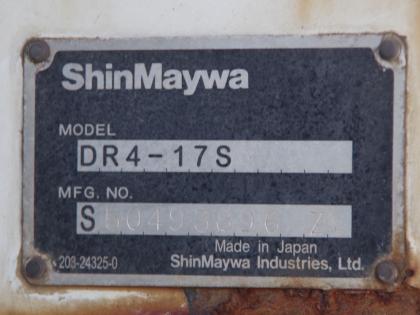 ShinMaywa
MODEL
DR4-17S
MFG. NO.
S
Z
Made in Japan
203-24325-0
ShinMaywa Industries, Ltd.